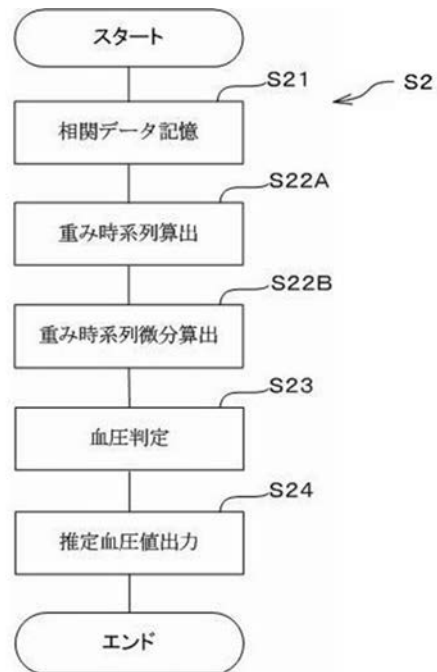 スタート
S21
S2
相関データ記憶
S22A
重み時系列算出
S22B
重み時系列微分算出
S23
血圧判定
S24
推定血圧値出力
エンド